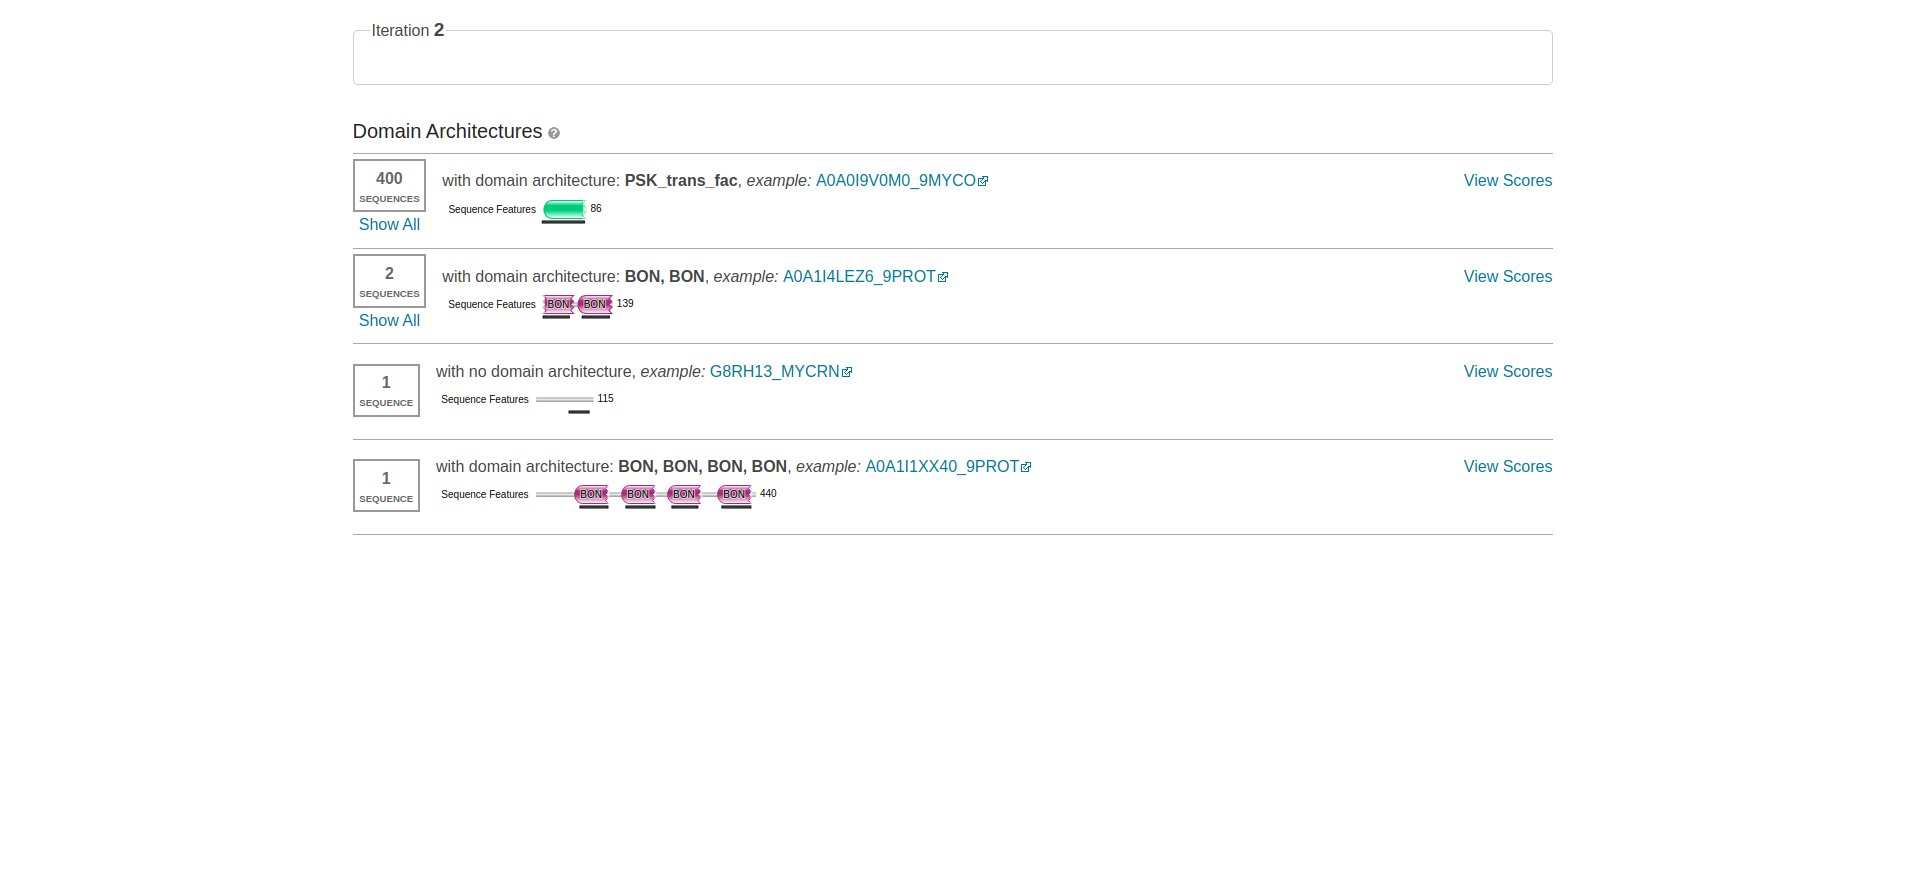 Iteration 2
Domain Architectures ?
400
SEQUENCES
Show All
with domain architecture: PSK_trans_fac, example: A0A0I9V0M0_9MYCO
View Scores
Sequence Features
86
2
SEQUENCES
Show All
with domain architecture: BON, BON, example: A0A1I4LEZ6_9PROT
View Scores
Sequence Features BON BON 139
1
SEQUENCE
with no domain architecture, example: G8RH13_MYCRN
View Scores
Sequence Features
115
1
SEQUENCE
with domain architecture: BON, BON, BON, BON, example: A0A1I1XX40_9PROT
View Scores
Sequence Features BON BON BON BON 440